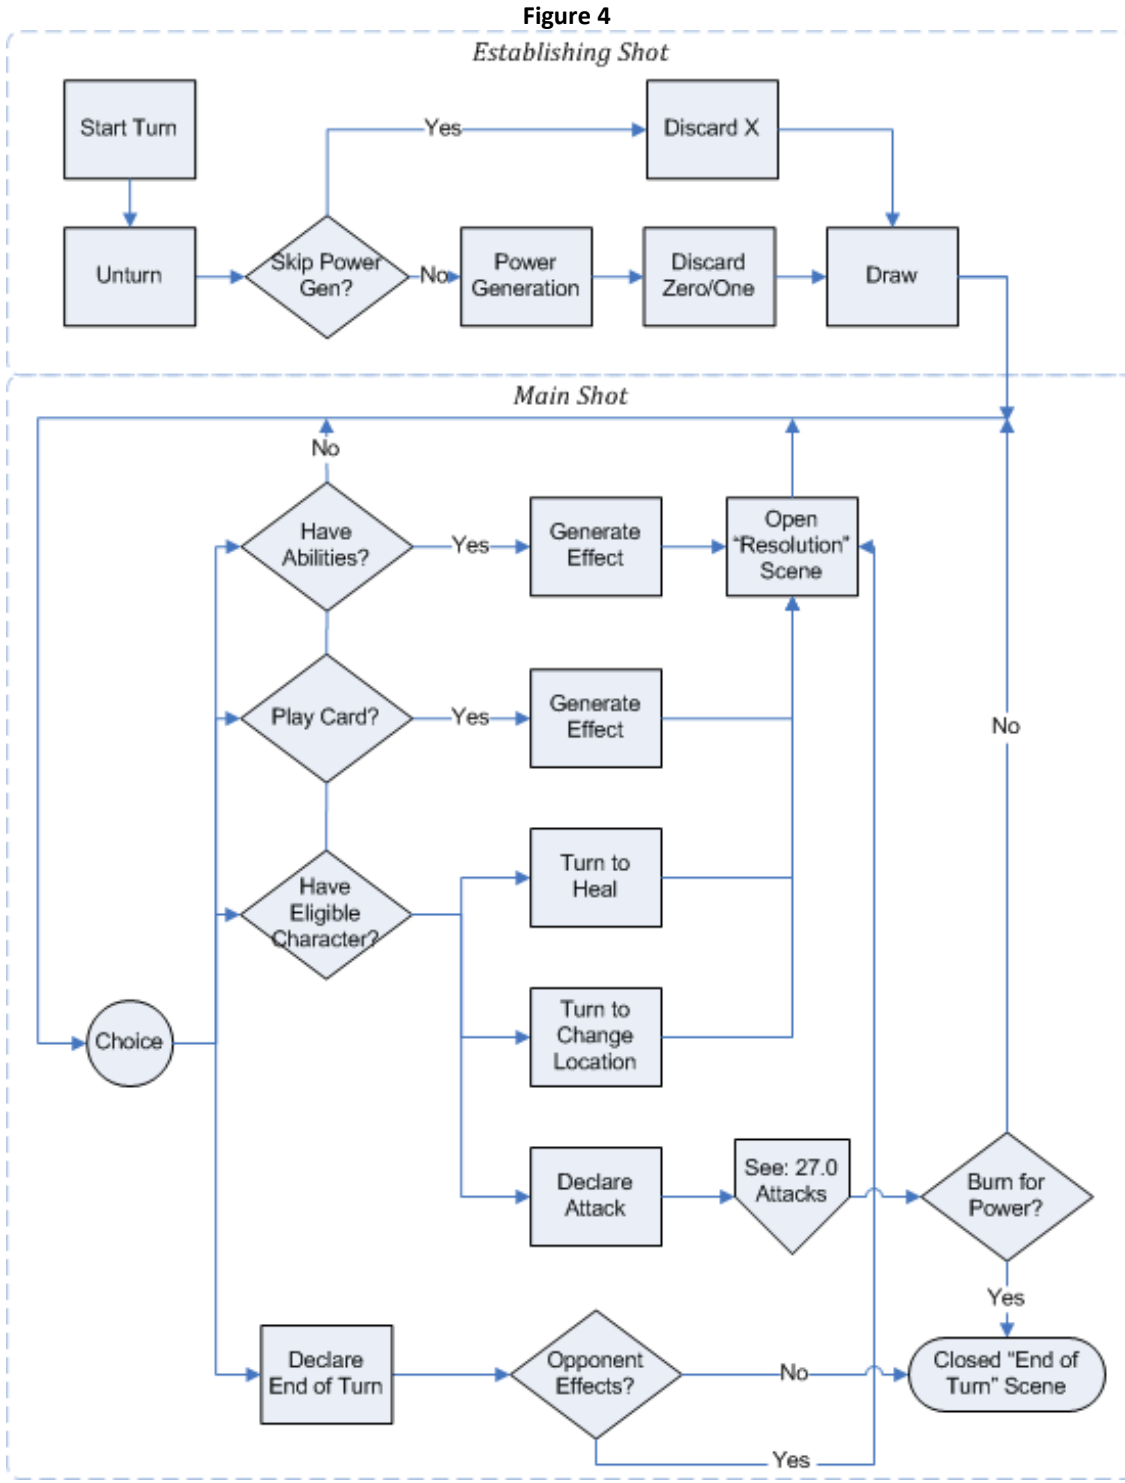 Figure 4
Establishing Shot
Start Turn
Yes
Discard X
Unturn
Skip Power
Gen?
No
Power
Generation
Discard
Zero/One
Draw
Main Shot
No
Have
Abilities?
Yes
Generate
Effect
Open
“Resolution”
Scene
Play Card?
Yes
Generate
Effect
No
Have
Eligible
Character?
Turn to
Heal
Choice
Turn to
Change
Location
Declare
Attack
See: 27.0
Attacks
Burn for
Power?
Yes
Declare
End of Turn
Opponent
Effects?
No
Closed “End of
Turn” Scene
Yes